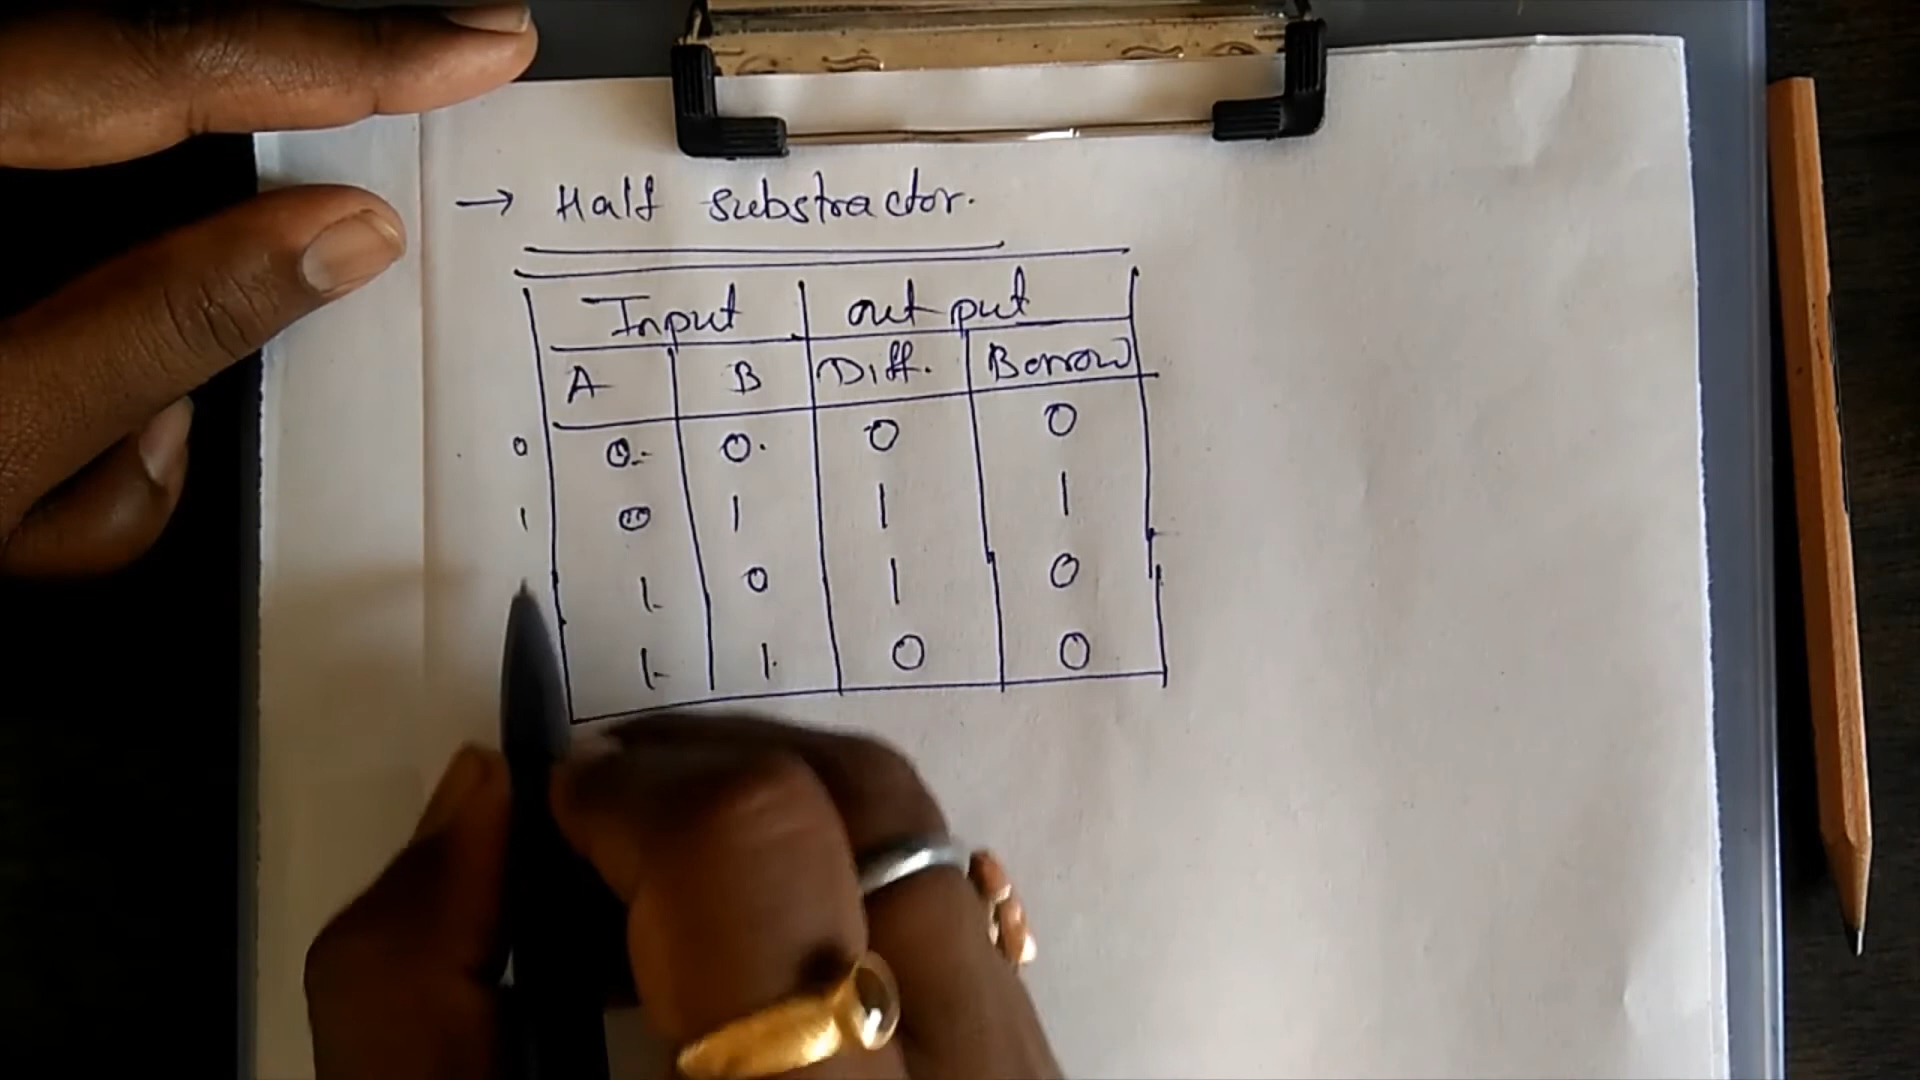 → Half substractor.
Input output
A B Diff. Borrow
0 0 0 0 0
1 0 1 1 1
1 0 1 0
1 1 0 0